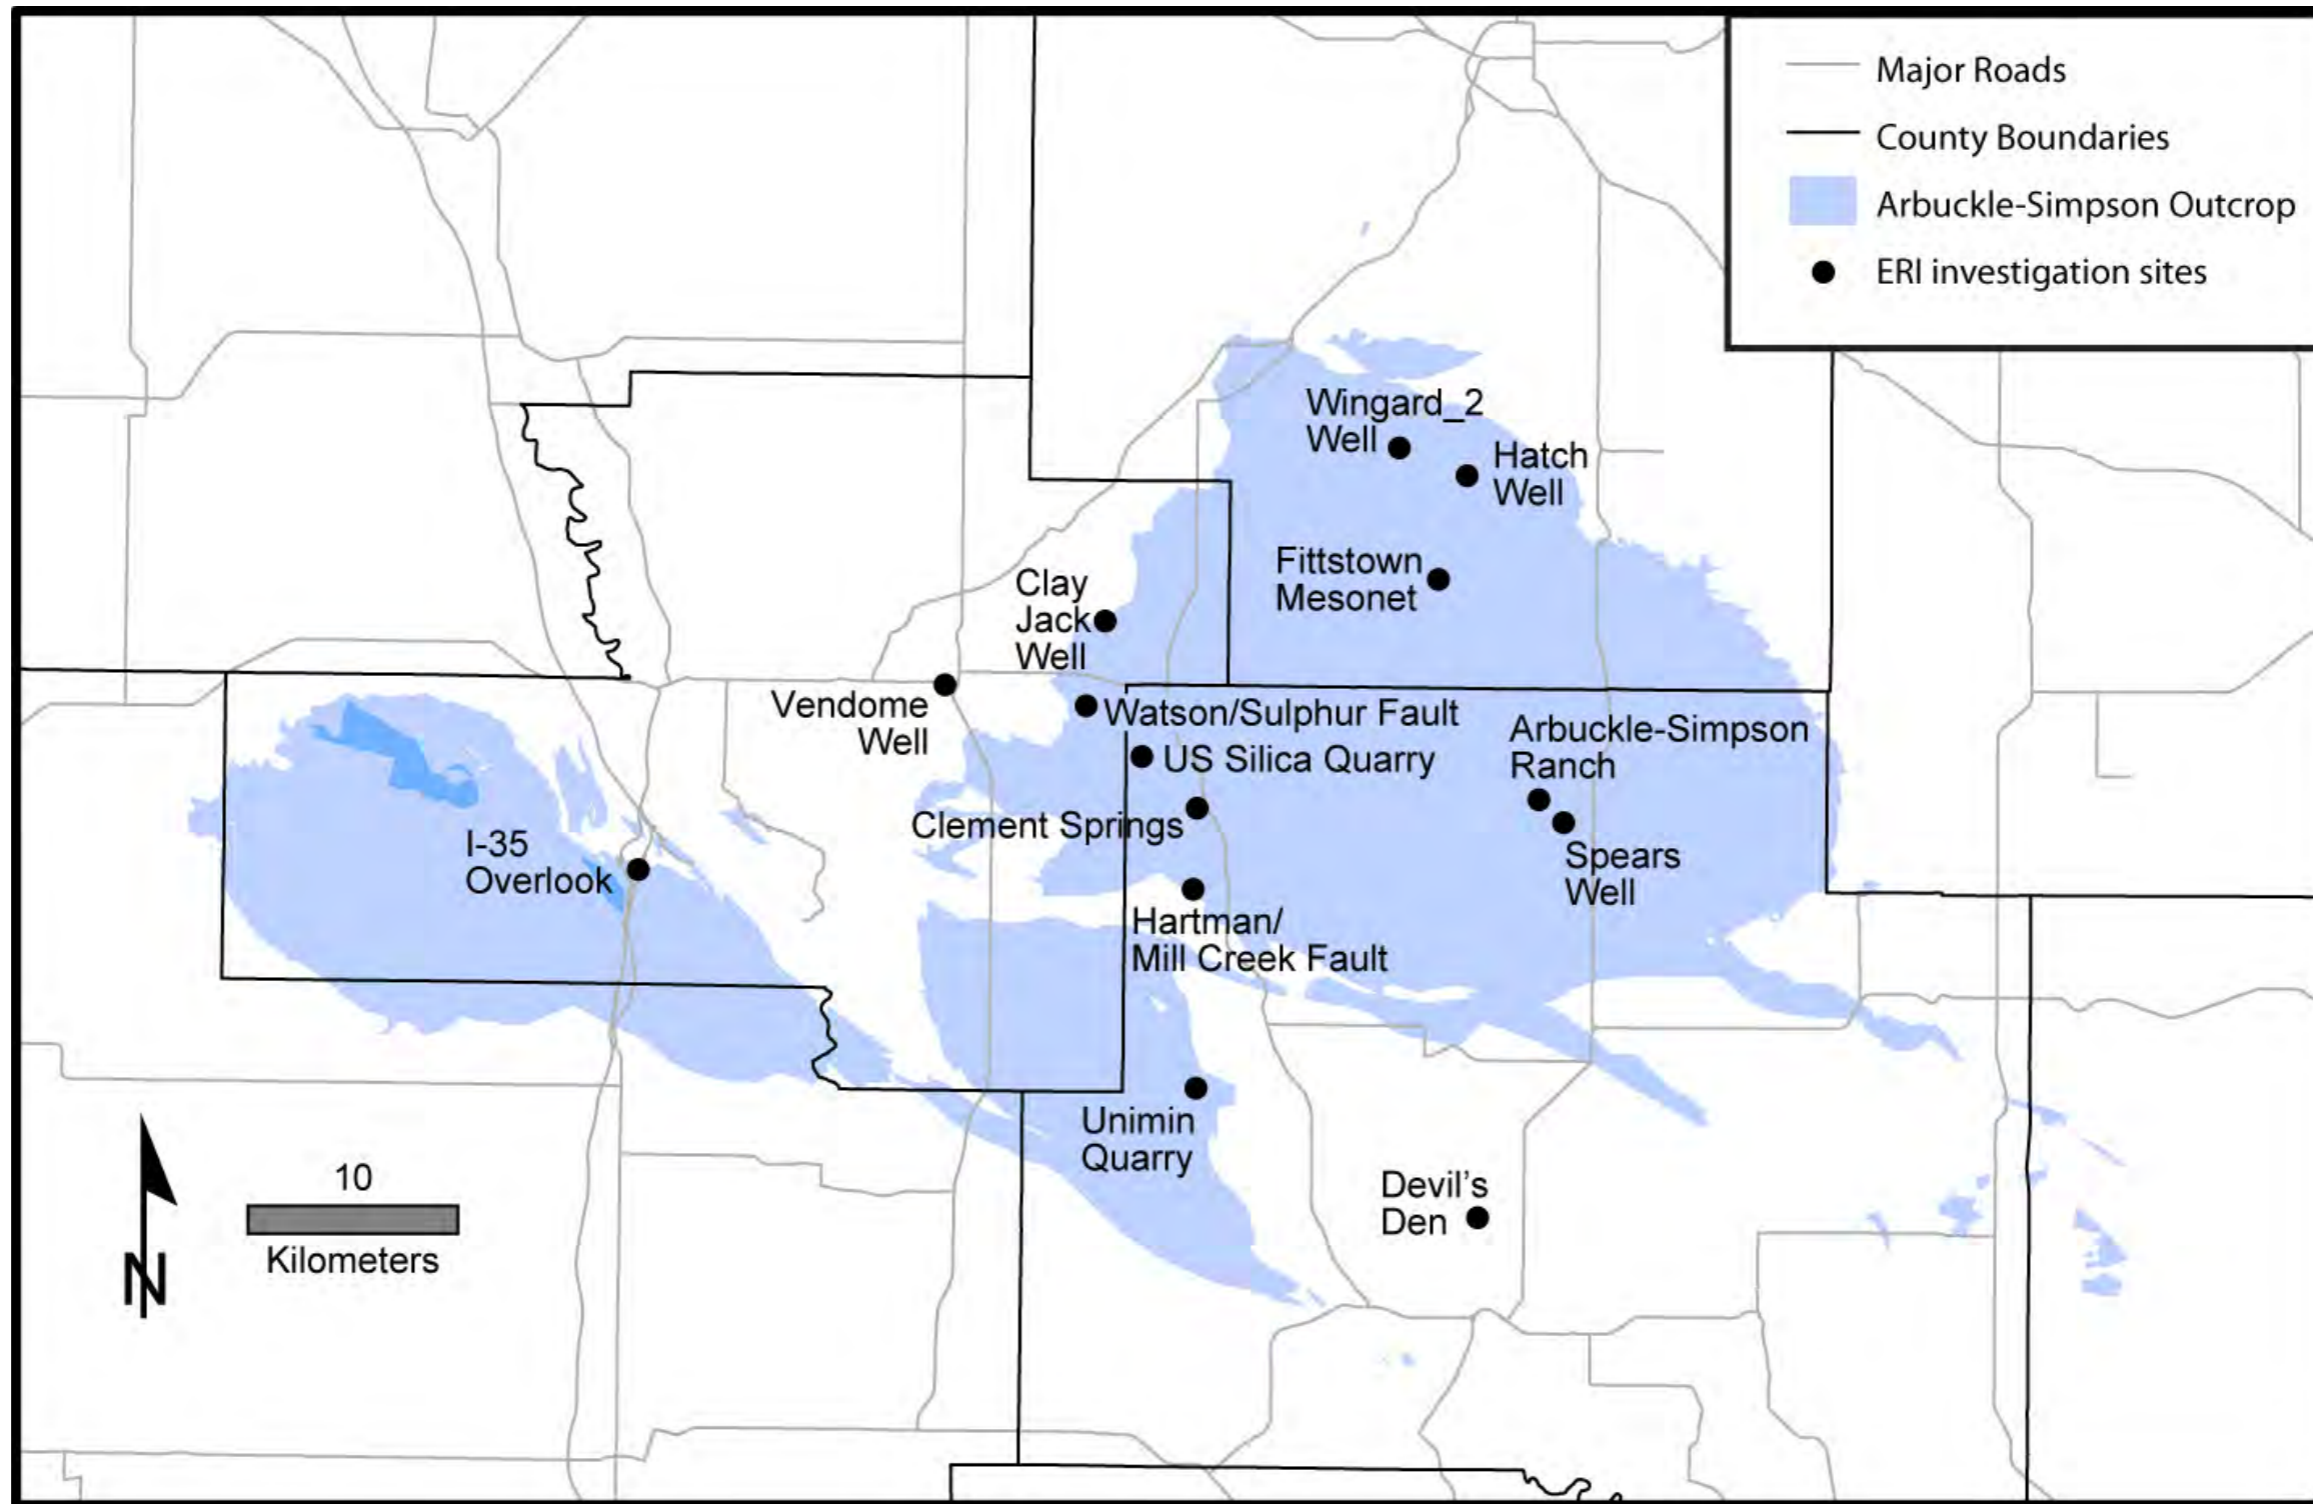 Major Roads
County Boundaries
Arbuckle-Simpson Outcrop
ERI investigation sites
Wingard_2
Well
Hatch
Well
Fittstown
Mesonet
Clay
Jack
Well
Vendome
Well
Watson/Sulphur Fault
US Silica Quarry
Arbuckle-Simpson
Ranch
Clement Springs
Spears
Well
I-35
Overlook
Hartman/
Mill Creek Fault
Unimin
Quarry
Devil's
Den
10
Kilometers
N